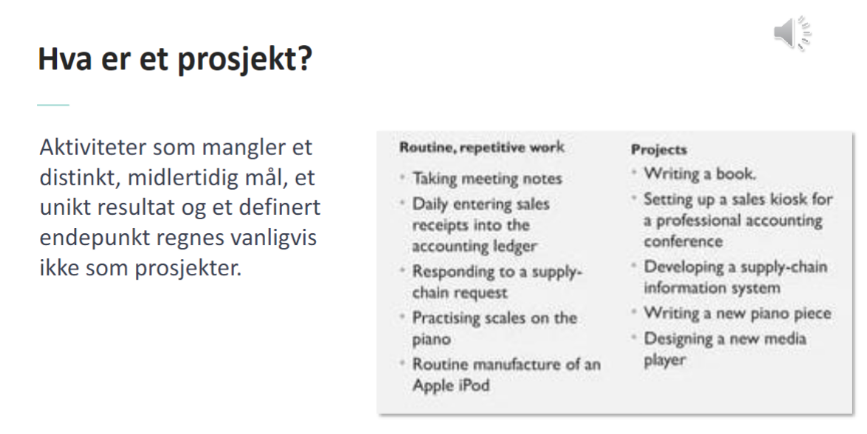 Hva er et prosjekt?
Aktiviteter som mangler et
distinkt, midlertidig mål, et
unikt resultat og et definert
endepunkt regnes vanligvis
ikke som prosjekter.
Routine, repetitive work
• Taking meeting notes
• Daily entering sales
receipts into the
accounting ledger
• Responding to a supply-
chain request
• Practising scales on the
piano
• Routine manufacture of an
Apple iPod
Projects
• Writing a book.
• Setting up a sales kiosk for
a professional accounting
conference
• Developing a supply-chain
information system
• Writing a new piano piece
• Designing a new media
player